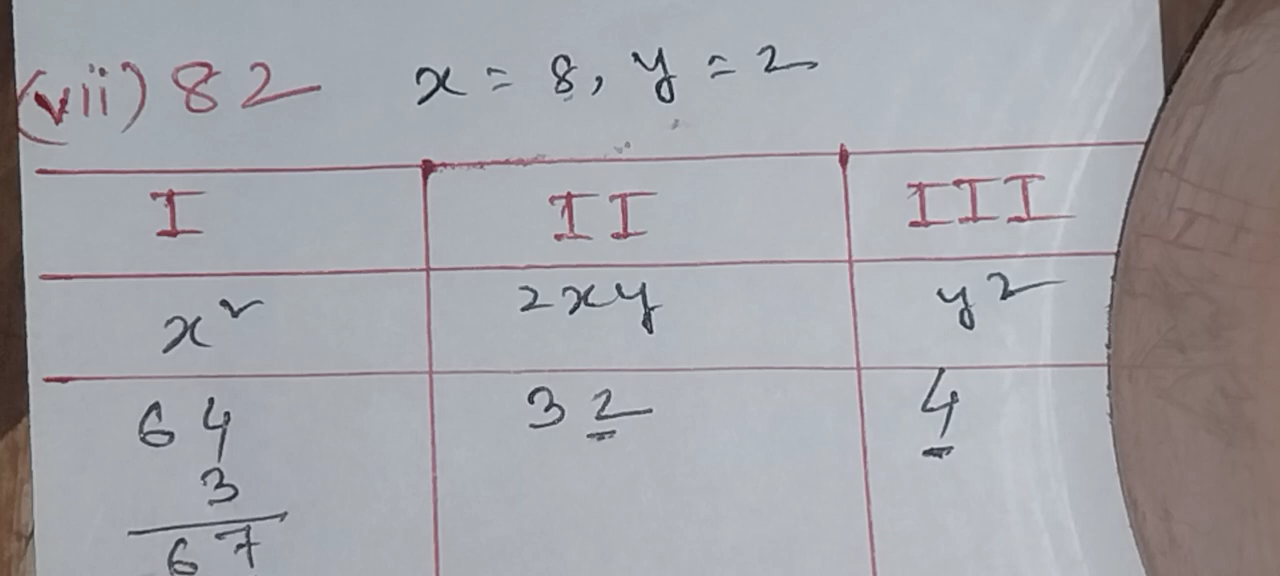 (vii) 82 x = 8, y = 2
I II III
x² 2xy y²
64 32 4
3
67